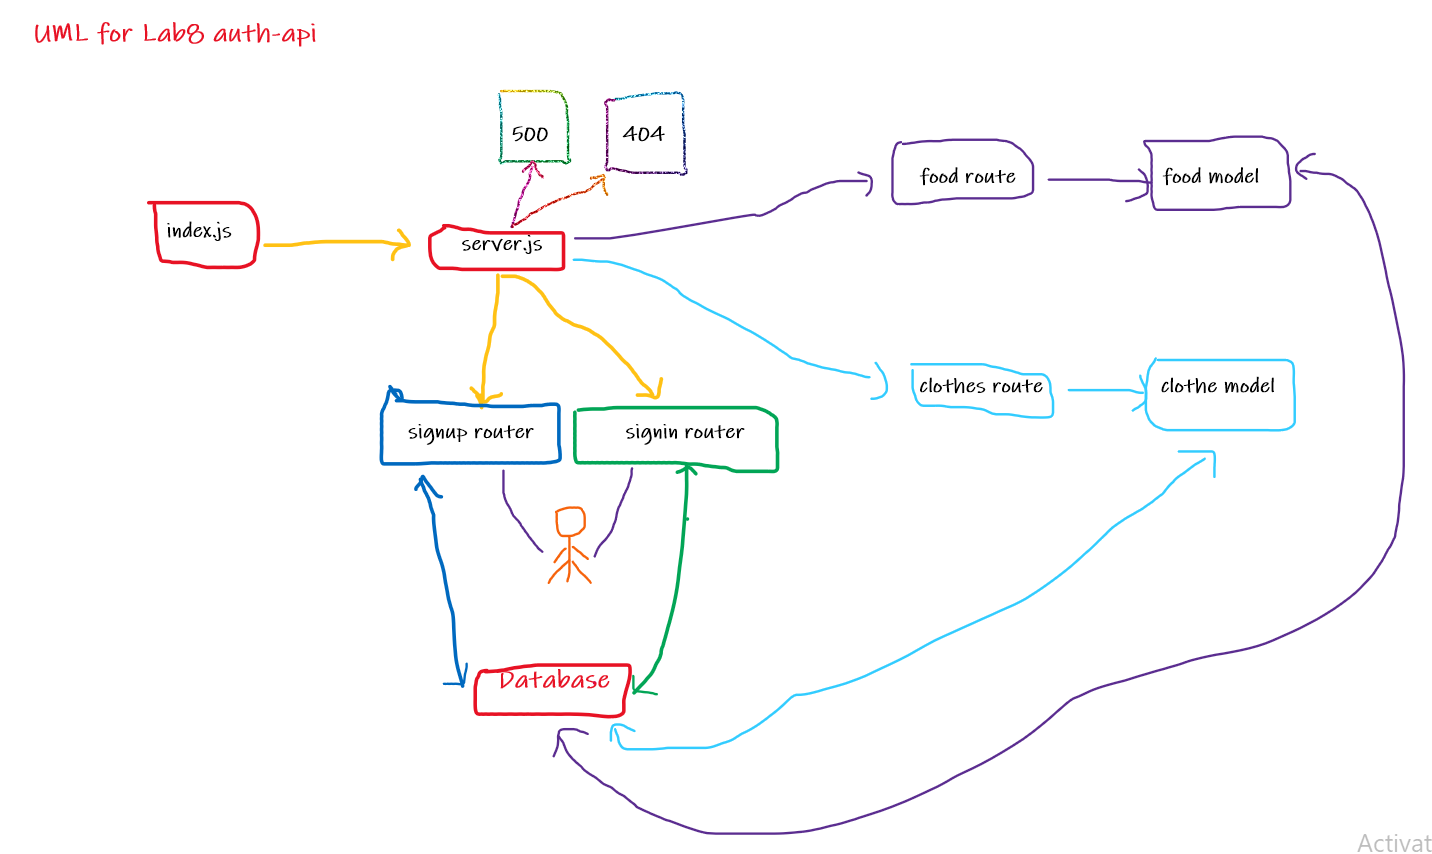 UML for Lab8 auth-api
500
404
index.js
server.js
food route
food model
signup router
signin router
clothes route
clothe model
Database
Activat